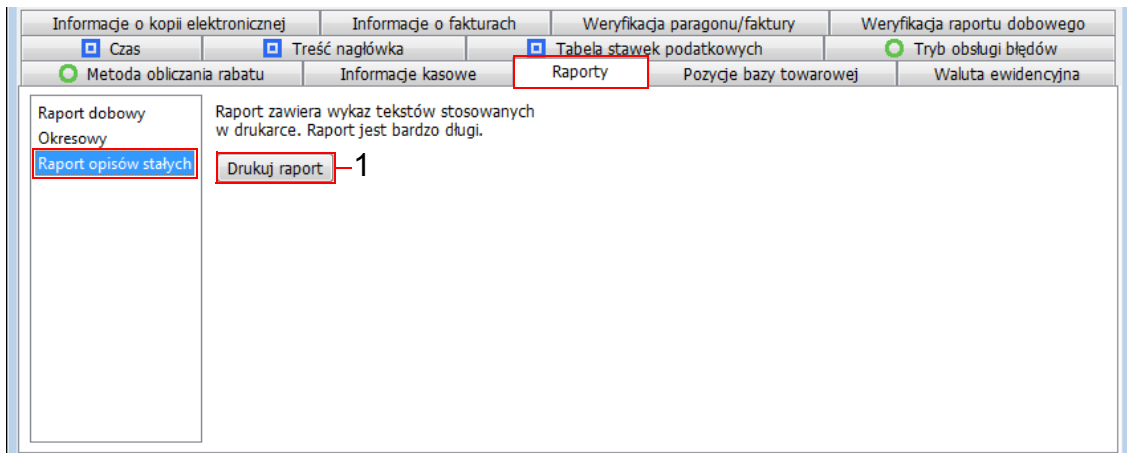 Informacje o kopii elektronicznej Informacje o fakturach Weryfikacja paragonu/faktury Weryfikacja raportu dobowego
Czas Treść nagłówka Tabela stawek podatkowych Tryb obsługi błędów
Metoda obliczania rabatu Informacje kasowe Raporty Pozycje bazy towarowej Waluta ewidencyjna
Raport dobowy
Okresowy
Raport opisów stałych
Raport zawiera wykaz tekstów stosowanych
w drukarce. Raport jest bardzo długi.
Drukuj raport 1